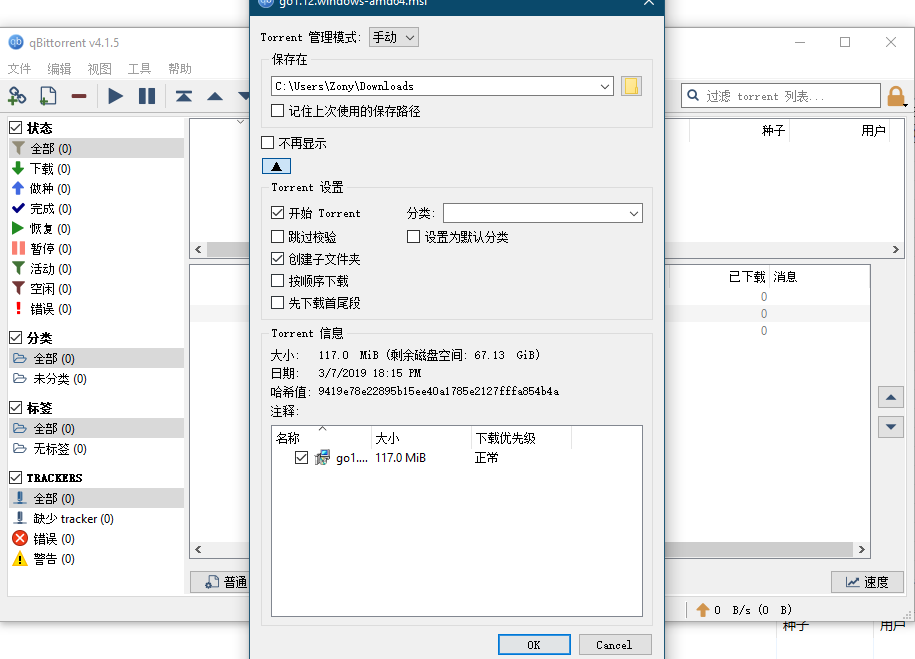 go1.12.windows-amd64.msi
qBittorrent v4.1.5
文件 编辑 视图 工具 帮助
过滤 torrent 列表...
状态
全部 (0)
下载 (0)
做种 (0)
完成 (0)
恢复 (0)
暂停 (0)
活动 (0)
空闲 (0)
错误 (0)
分类
全部 (0)
未分类 (0)
标签
全部 (0)
无标签 (0)
TRACKERS
全部 (0)
缺少 tracker (0)
错误 (0)
警告 (0)
Torrent 管理模式: 手动
保存在
C:\Users\Zony\Downloads
记住上次使用的保存路径
不再显示
Torrent 设置
开始 Torrent 分类:
跳过校验 设置为默认分类
创建子文件夹
按顺序下载
先下载首尾段
Torrent 信息
大小: 117.0 MiB (剩余磁盘空间: 67.13 GiB)
日期: 3/7/2019 18:15 PM
哈希值: 9419e78e22895b15ee40a1785e2127fffa854b4a
注释:
名称 大小 下载优先级
go1.... 117.0 MiB 正常
OK Cancel
种子 用户
已下载 消息
0
0
0
普通
速度
0 B/s (0 B)
种子 用户